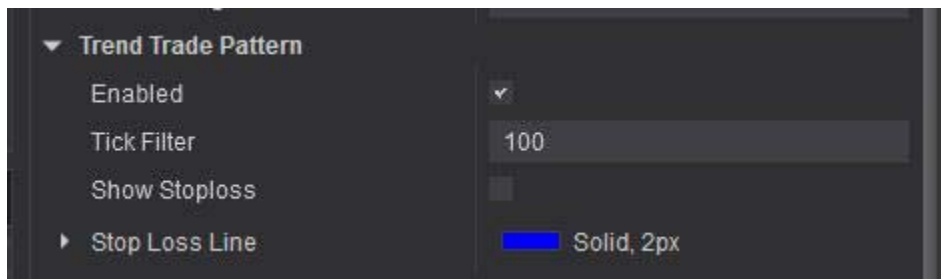 Trend Trade Pattern
Enabled
Tick Filter 100
Show Stoploss
Stop Loss Line Solid, 2px